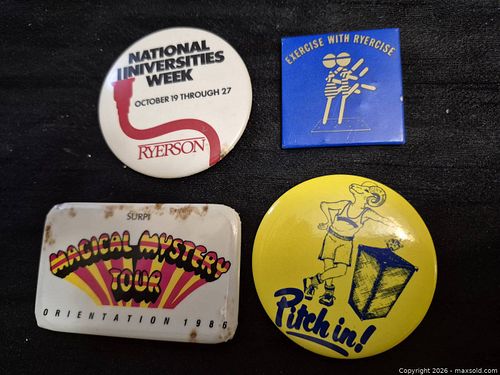 NATIONAL
UNIVERSITIES
WEEK
OCTOBER 19 THROUGH 27
RYERSON
EXERCISE WITH RYERCISE
SURPI
MAGICAL MYSTERY
TOUR
ORIENTATION 1986
Pitch in!
Copyright 2026 - maxsold.com